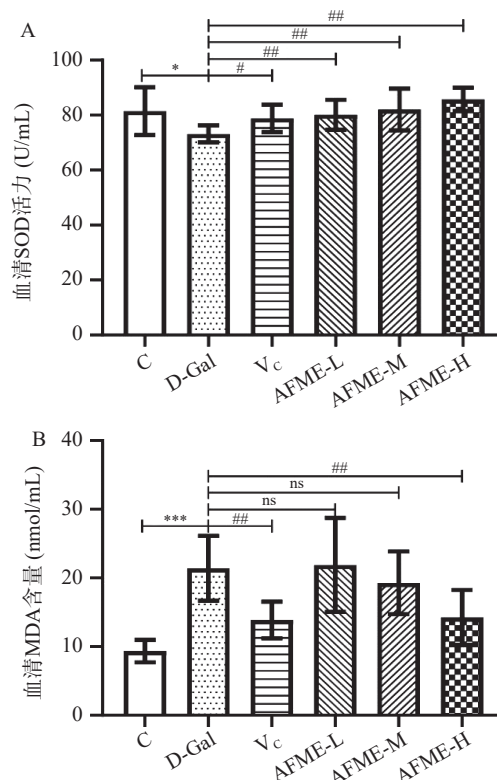 A
##
##
##
*
#
100
80
60
40
20
0
血清SOD活力 (U/mL)
C
D-Gal
VC
AFME-L
AFME-M
AFME-H
B
##
ns
ns
***
##
40
30
20
10
0
血清MDA含量 (nmol/mL)
C
D-Gal
VC
AFME-L
AFME-M
AFME-H